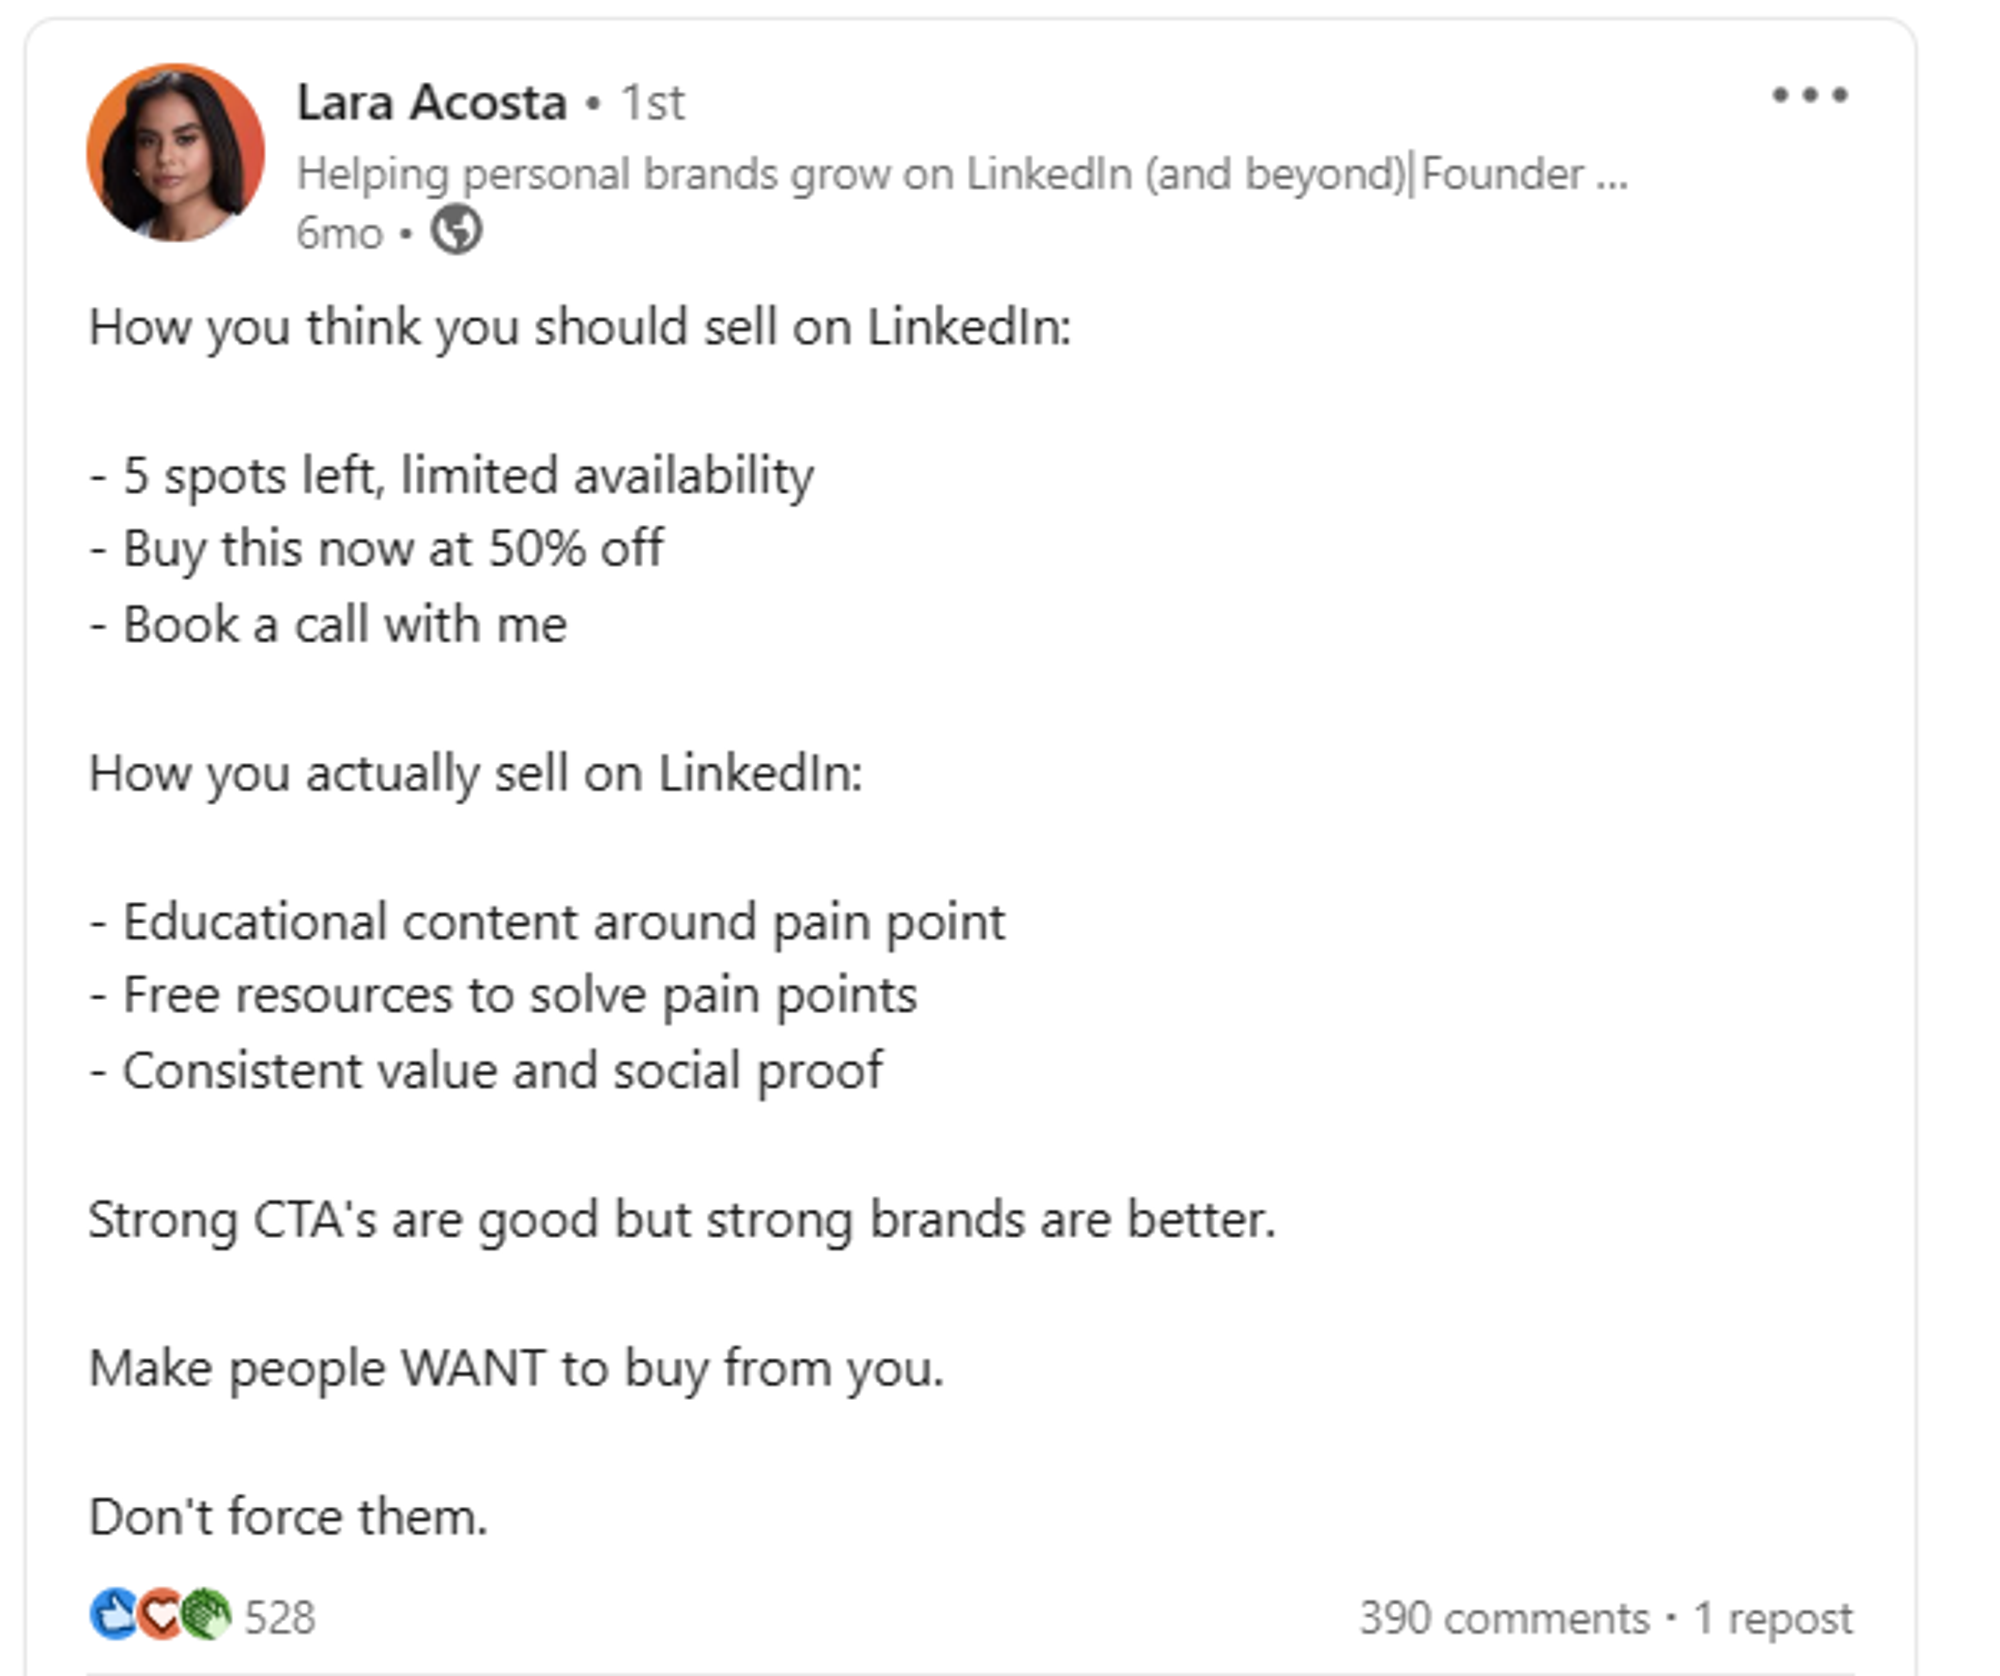 Lara Acosta • 1st
Helping personal brands grow on LinkedIn (and beyond)|Founder ...
6mo •
How you think you should sell on LinkedIn:
- 5 spots left, limited availability
- Buy this now at 50% off
- Book a call with me
How you actually sell on LinkedIn:
- Educational content around pain point
- Free resources to solve pain points
- Consistent value and social proof
Strong CTA's are good but strong brands are better.
Make people WANT to buy from you.
Don't force them.
528 390 comments • 1 repost